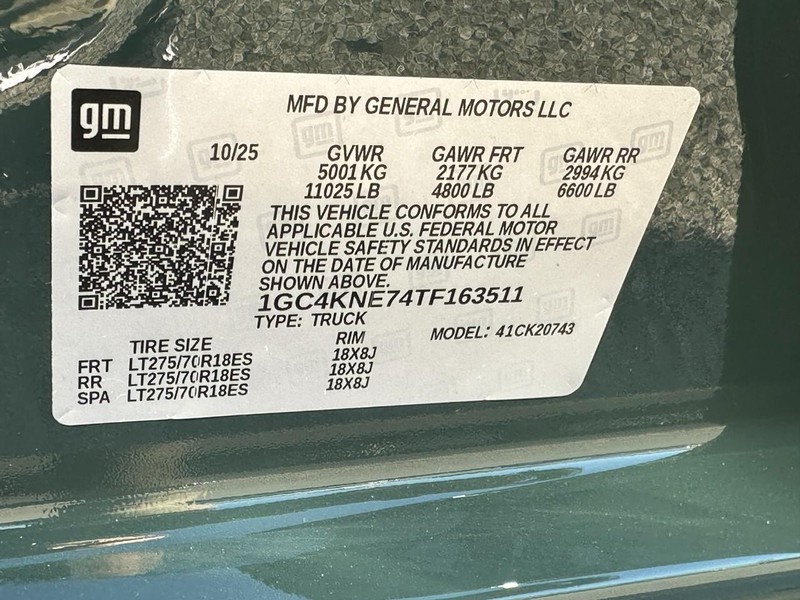 gm
MFD BY GENERAL MOTORS LLC
10/25 GVWR GAWR FRT GAWR RR
5001 KG 2177 KG 2994 KG
11025 LB 4800 LB 6600 LB
THIS VEHICLE CONFORMS TO ALL
APPLICABLE U.S. FEDERAL MOTOR
VEHICLE SAFETY STANDARDS IN EFFECT
ON THE DATE OF MANUFACTURE
SHOWN ABOVE.
1GC4KNE74TF163511
TYPE: TRUCK MODEL: 41CK20743
TIRE SIZE RIM
FRT LT275/70R18ES 18X8J
RR LT275/70R18ES 18X8J
SPA LT275/70R18ES 18X8J